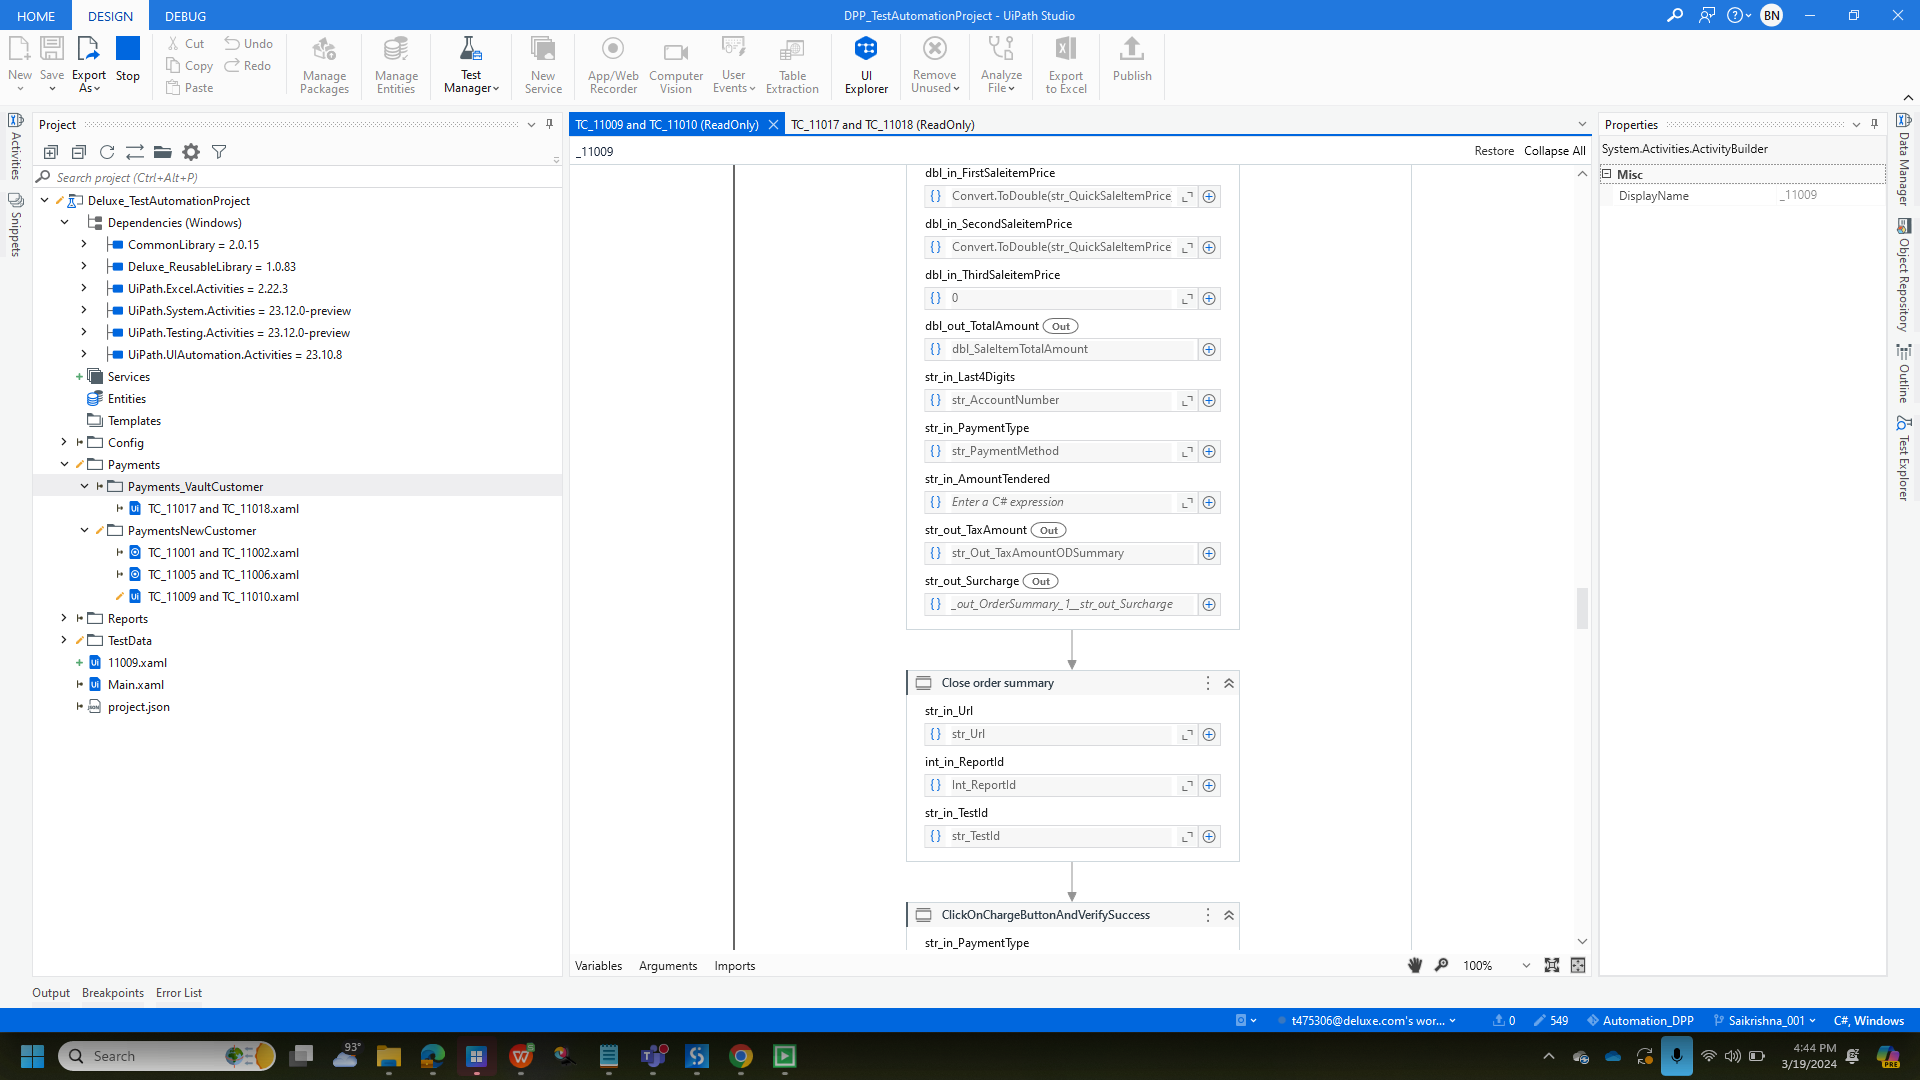 HOME
DESIGN
DEBUG
DPP_TestAutomationProject - UiPath Studio
BN
New
Save
Export As
Stop
Cut
Copy
Paste
Undo
Redo
Manage Packages
Manage Entities
Test Manager
New Service
App/Web Recorder
Computer Vision
User Events
Table Extraction
UI Explorer
Remove Unused
Analyze File
Export to Excel
Publish
Activities
Snippets
Project
Search project (Ctrl+Alt+P)
Deluxe_TestAutomationProject
Dependencies (Windows)
CommonLibrary = 2.0.15
Deluxe_ReusableLibrary = 1.0.83
UiPath.Excel.Activities = 2.22.3
UiPath.System.Activities = 23.12.0-preview
UiPath.Testing.Activities = 23.12.0-preview
UiPath.UIAutomation.Activities = 23.10.8
Services
Entities
Templates
Config
Payments
Payments_VaultCustomer
TC_11017 and TC_11018.xaml
PaymentsNewCustomer
TC_11001 and TC_11002.xaml
TC_11005 and TC_11006.xaml
TC_11009 and TC_11010.xaml
Reports
TestData
11009.xaml
Main.xaml
project.json
TC_11009 and TC_11010 (ReadOnly)
TC_11017 and TC_11018 (ReadOnly)
_11009
Restore
Collapse All
dbl_in_FirstSaleitemPrice
Convert.ToDouble(str_QuickSaleItemPrice
dbl_in_SecondSaleitemPrice
Convert.ToDouble(str_QuickSaleItemPrice
dbl_in_ThirdSaleitemPrice
0
dbl_out_TotalAmount Out
dbl_SaleItemTotalAmount
str_in_Last4Digits
str_AccountNumber
str_in_PaymentType
str_PaymentMethod
str_in_AmountTendered
Enter a C# expression
str_out_TaxAmount Out
str_Out_TaxAmountODSummary
str_out_Surcharge Out
_out_OrderSummary_1__str_out_Surcharge
Close order summary
str_in_Url
str_Url
int_in_ReportId
Int_ReportId
str_in_TestId
str_TestId
ClickOnChargeButtonAndVerifySuccess
str_in_PaymentType
Variables
Arguments
Imports
100%
Properties
System.Activities.ActivityBuilder
Misc
DisplayName
_11009
Data Manager
Object Repository
Outline
Test Explorer
Output
Breakpoints
Error List
t475306@deluxe.com's wor...
0
549
Automation_DPP
Saikrishna_001
C#, Windows
Search
93°
4:44 PM
3/19/2024
PRE